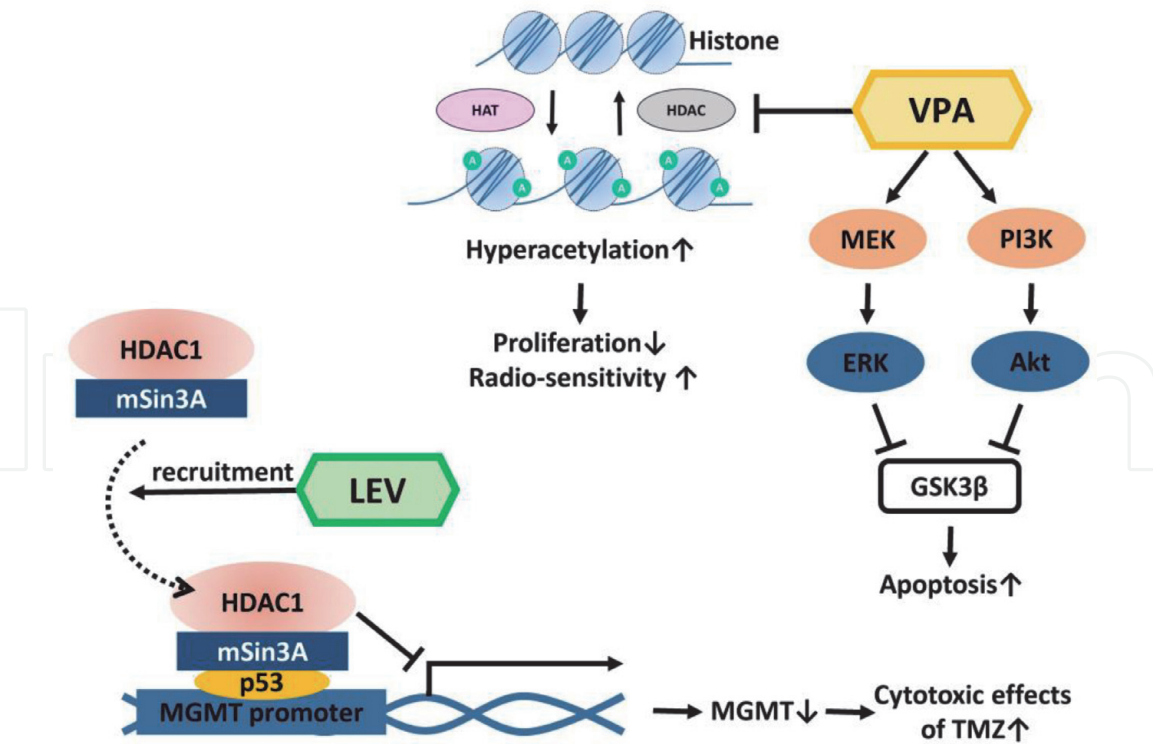 Histone
HAT
HDAC
VPA
A
A
A
A
A
A
Hyperacetylation↑
MEK
PI3K
Proliferation↓
Radio-sensitivity ↑
ERK
Akt
HDAC1
mSin3A
recruitment
LEV
GSK3β
Apoptosis↑
HDAC1
mSin3A
p53
MGMT promoter
MGMT↓
Cytotoxic effects
of TMZ↑